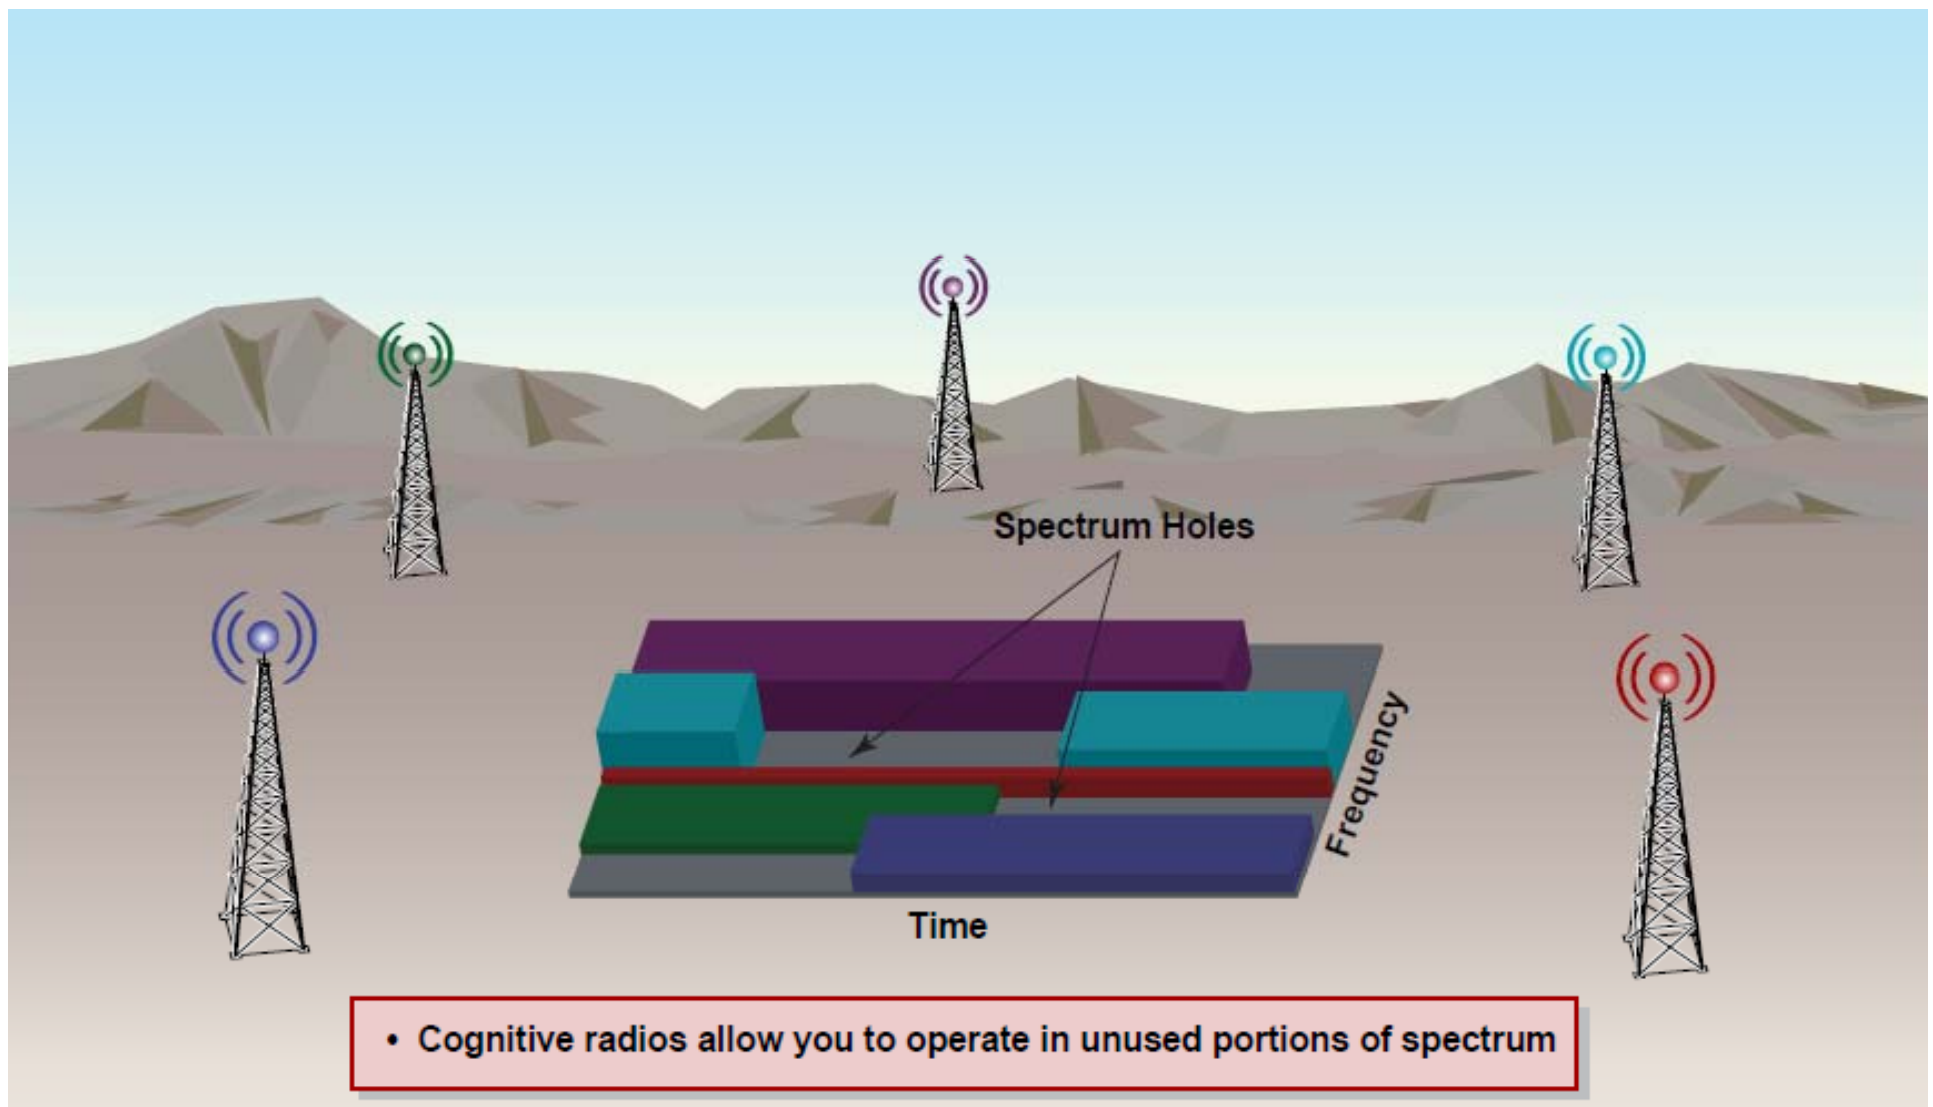 Spectrum Holes
Frequency
Time
• Cognitive radios allow you to operate in unused portions of spectrum